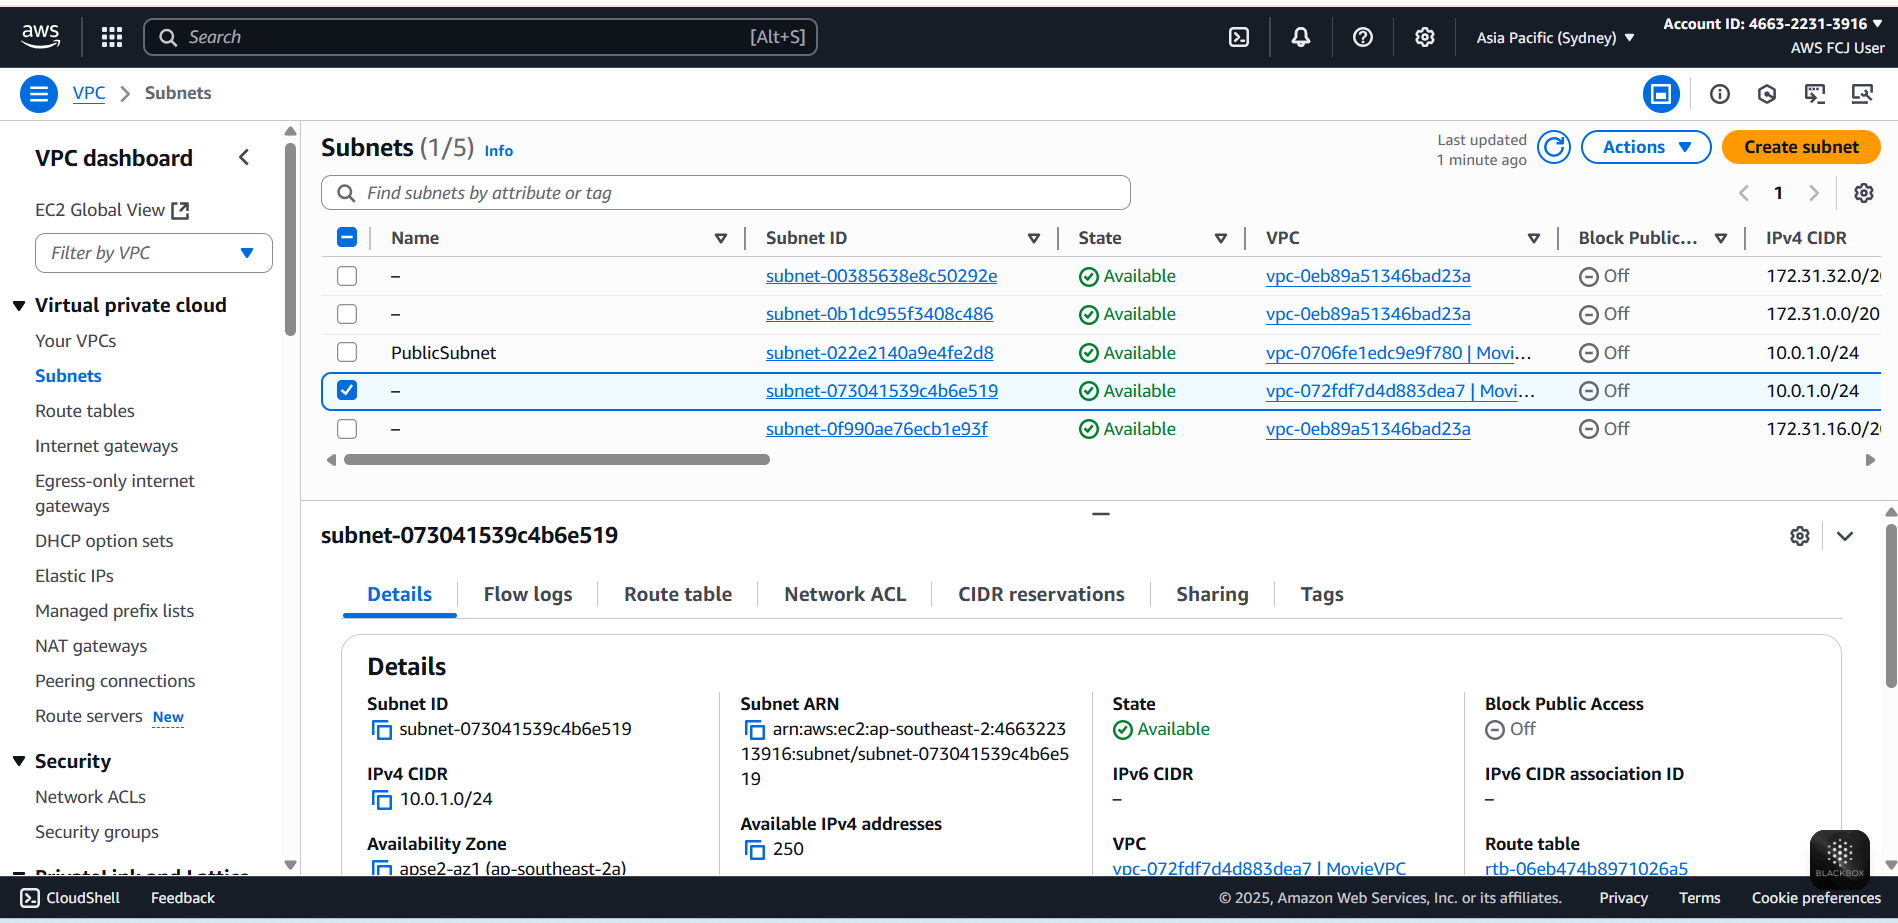 aws
Search [Alt+S]
Asia Pacific (Sydney)
Account ID: 4663-2231-3916
AWS FCJ User
VPC > Subnets
VPC dashboard
EC2 Global View
Filter by VPC
Virtual private cloud
Your VPCs
Subnets
Route tables
Internet gateways
Egress-only internet
gateways
DHCP option sets
Elastic IPs
Managed prefix lists
NAT gateways
Peering connections
Route servers New
Security
Network ACLs
Security groups
PrivateLink and Lattice
Subnets (1/5) Info
Last updated
1 minute ago
Actions
Create subnet
Find subnets by attribute or tag
1
Name Subnet ID State VPC Block Public... IPv4 CIDR
– subnet-00385638e8c50292e Available vpc-0eb89a51346bad23a Off 172.31.32.0/20
– subnet-0b1dc955f3408c486 Available vpc-0eb89a51346bad23a Off 172.31.0.0/20
PublicSubnet subnet-022e2140a9e4fe2d8 Available vpc-0706fe1edc9e9f780 | Movi... Off 10.0.1.0/24
– subnet-073041539c4b6e519 Available vpc-072fdf7d4d883dea7 | Movi... Off 10.0.1.0/24
– subnet-0f990ae76ecb1e93f Available vpc-0eb89a51346bad23a Off 172.31.16.0/20
subnet-073041539c4b6e519
Details Flow logs Route table Network ACL CIDR reservations Sharing Tags
Details
Subnet ID
subnet-073041539c4b6e519
IPv4 CIDR
10.0.1.0/24
Availability Zone
apse2-az1 (ap-southeast-2a)
Subnet ARN
arn:aws:ec2:ap-southeast-2:4663223
13916:subnet/subnet-073041539c4b6e5
19
Available IPv4 addresses
250
State
Available
IPv6 CIDR
–
VPC
vpc-072fdf7d4d883dea7 | MovieVPC
Block Public Access
Off
IPv6 CIDR association ID
–
Route table
rtb-06eb474b8971026a5
BLACKBOX
CloudShell Feedback
© 2025, Amazon Web Services, Inc. or its affiliates. Privacy Terms Cookie preferences